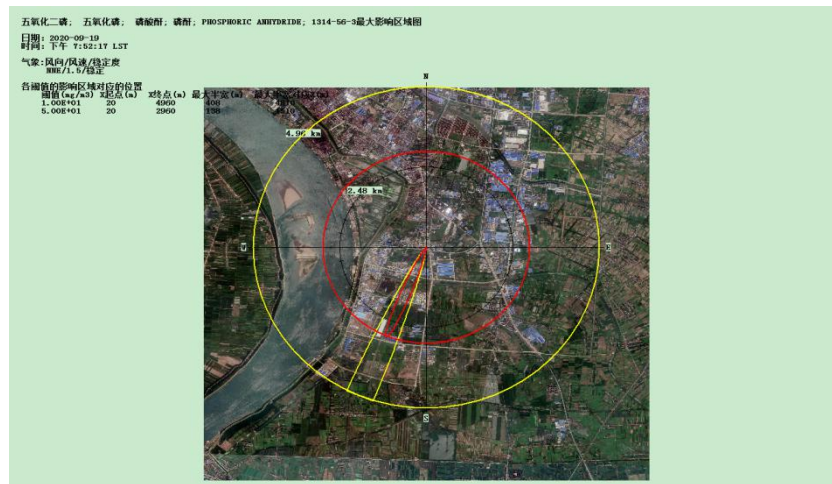 五氧化二磷; 五氧化磷; 磷酸酐; 磷酐; PHOSPHORIC ANHYDRIDE; 1314-56-3最大影响区域图
日期: 2020-09-19
时间: 下午 7:52:17 LST
气象:风向/风速/稳定度
NNE/1.5/稳定
各阈值的影响区域对应的位置
阈值(mg/m3) X起点(m) X终点(m) 最大半宽(m)
1.00E+01 20 4960 408
5.00E+01 20 2960
N
4.96 km
2.48 km
W
E
S